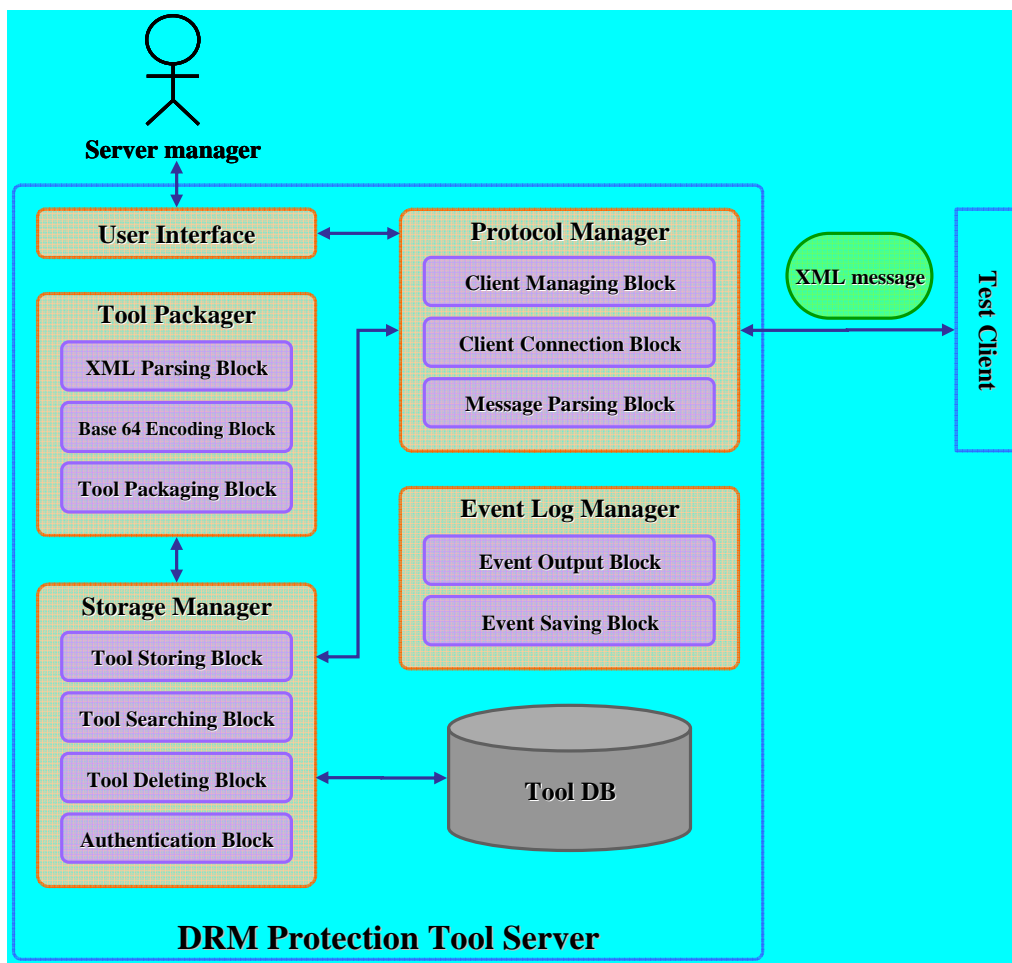 Server manager
User Interface
Tool Packager
XML Parsing Block
Base 64 Encoding Block
Tool Packaging Block
Storage Manager
Tool Storing Block
Tool Searching Block
Tool Deleting Block
Authentication Block
Protocol Manager
Client Managing Block
Client Connection Block
Message Parsing Block
Event Log Manager
Event Output Block
Event Saving Block
Tool DB
XML message
Test Client
DRM Protection Tool Server